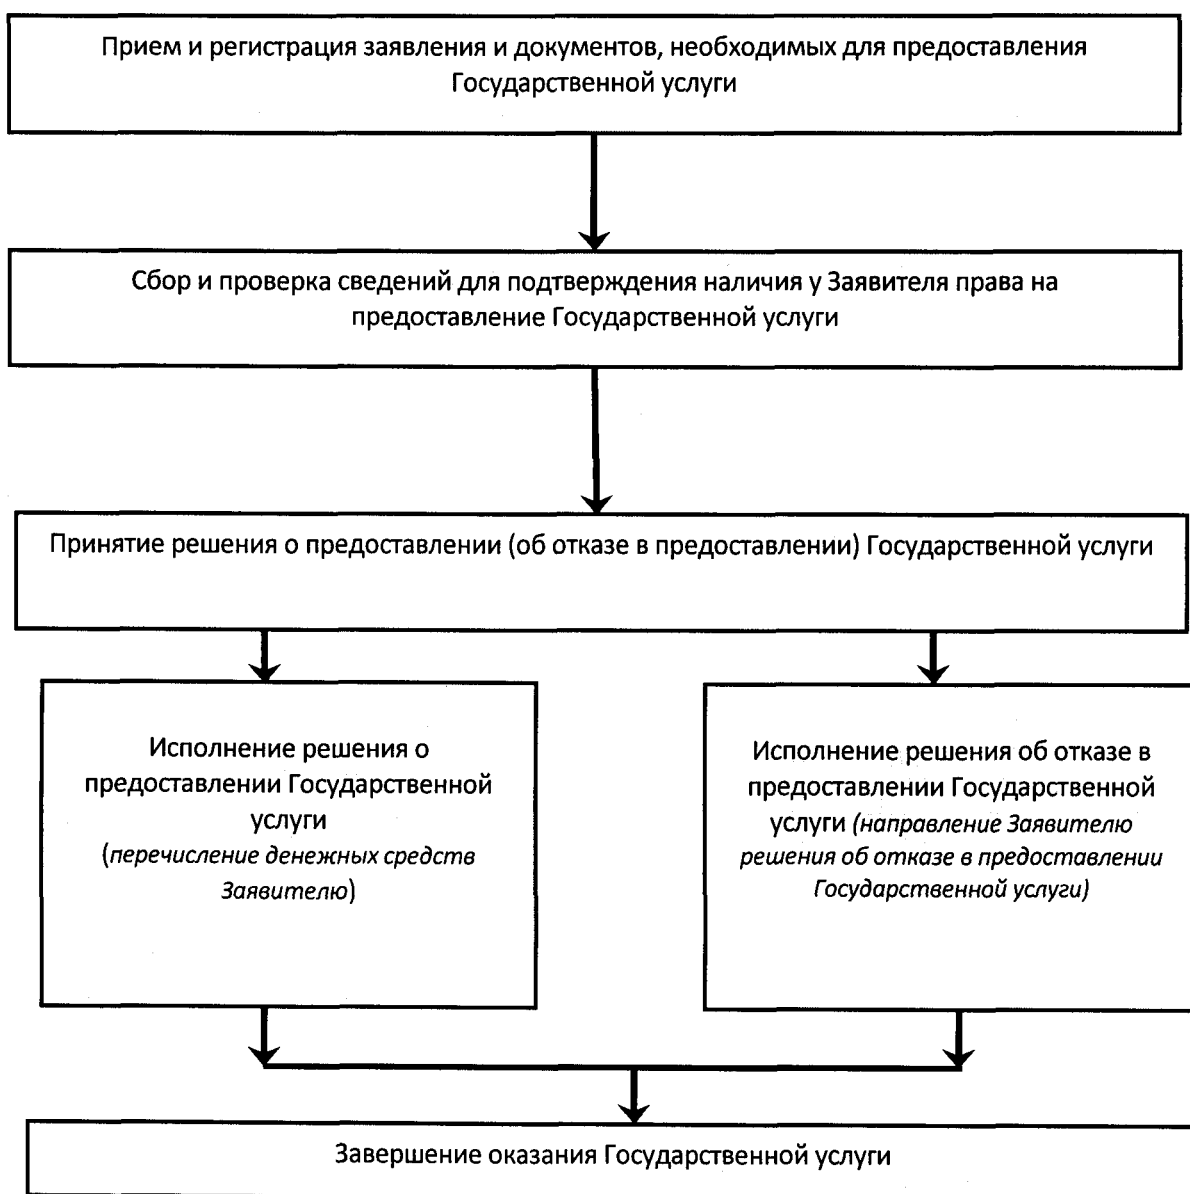 Прием и регистрация заявления и документов, необходимых для предоставления
Государственной услуги
Сбор и проверка сведений для подтверждения наличия у Заявителя права на
предоставление Государственной услуги
Принятие решения о предоставлении (об отказе в предоставлении) Государственной услуги
Исполнение решения о
предоставлении Государственной
услуги
(перечисление денежных средств
Заявителю)
Исполнение решения об отказе в
предоставлении Государственной
услуги (направление Заявителю
решения об отказе в предоставлении
Государственной услуги)
Завершение оказания Государственной услуги